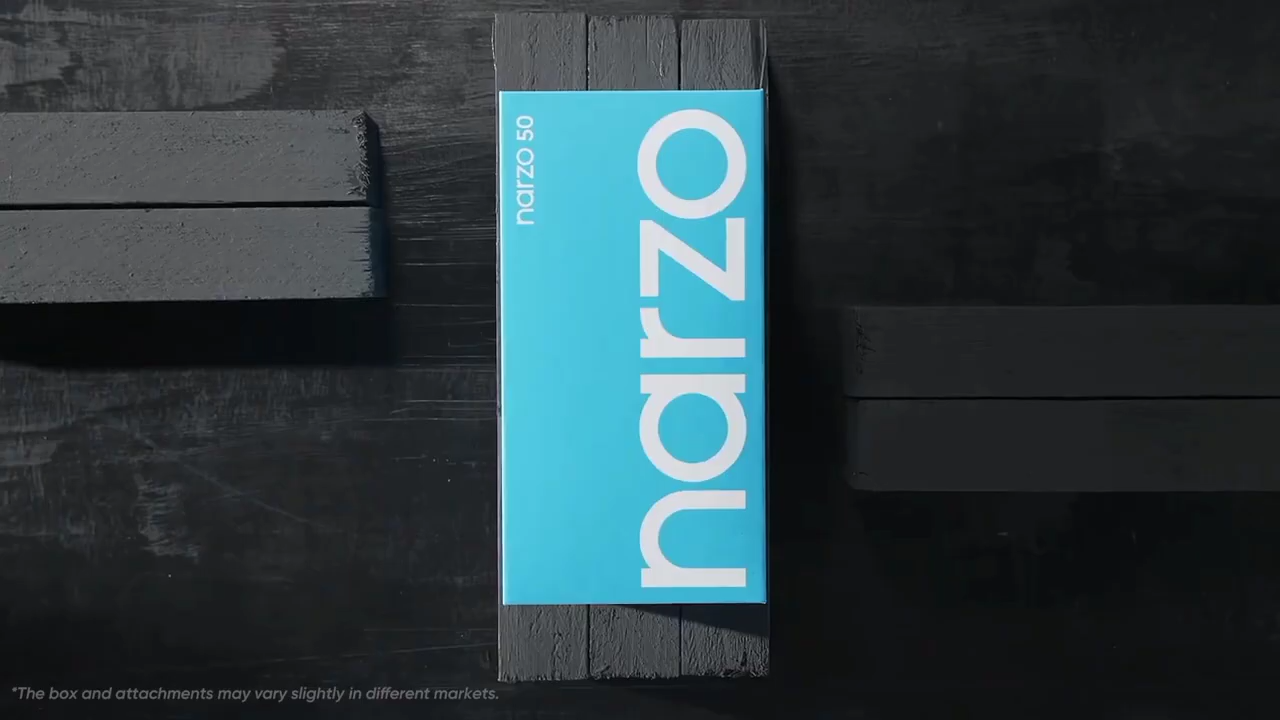 narzo 50
narzo
*The box and attachments may vary slightly in different markets.